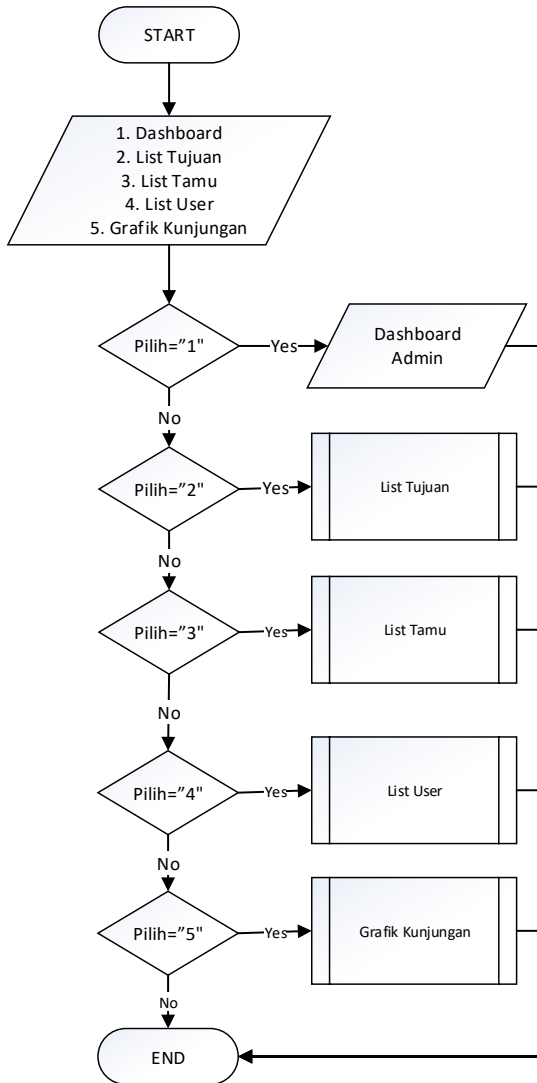 START
1. Dashboard
2. List Tujuan
3. List Tamu
4. List User
5. Grafik Kunjungan
Pilih=”1"
Yes
Dashboard
Admin
No
Pilih=”2"
Yes
List Tujuan
No
Pilih=”3"
Yes
List Tamu
No
Pilih=”4"
Yes
List User
No
Pilih=”5"
Yes
Grafik Kunjungan
No
END